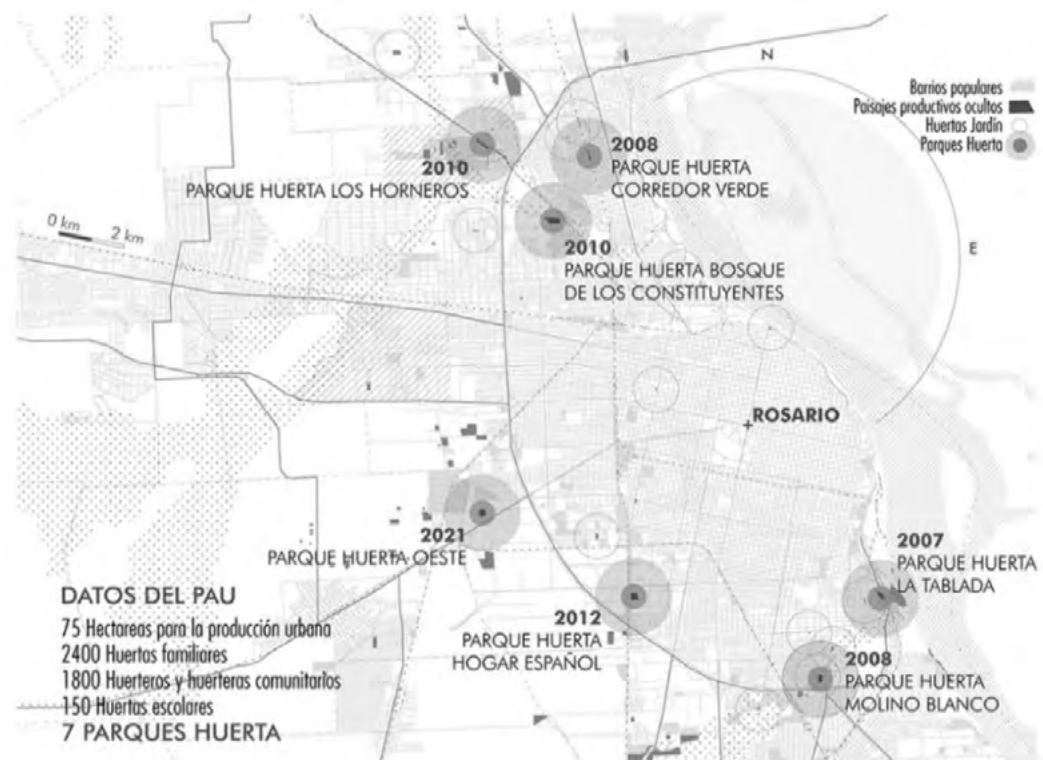 N
Barrios populares
Paisajes productivos ocultos
Huertas Jardín
Parques Huerta
E
2010
PARQUE HUERTA LOS HORNEROS
2008
PARQUE HUERTA
CORREDOR VERDE
0 km 2 km
2010
PARQUE HUERTA BOSQUE
DE LOS CONSTITUYENTES
ROSARIO
2021
PARQUE HUERTA OESTE
2007
PARQUE HUERTA
LA TABLADA
2012
PARQUE HUERTA
HOGAR ESPAÑOL
2008
PARQUE HUERTA
MOLINO BLANCO
DATOS DEL PAU
75 Hectareas para la producción urbana
2400 Huertas familiares
1800 Huerteros y huerteras comunitarios
150 Huertas escolares
7 PARQUES HUERTA